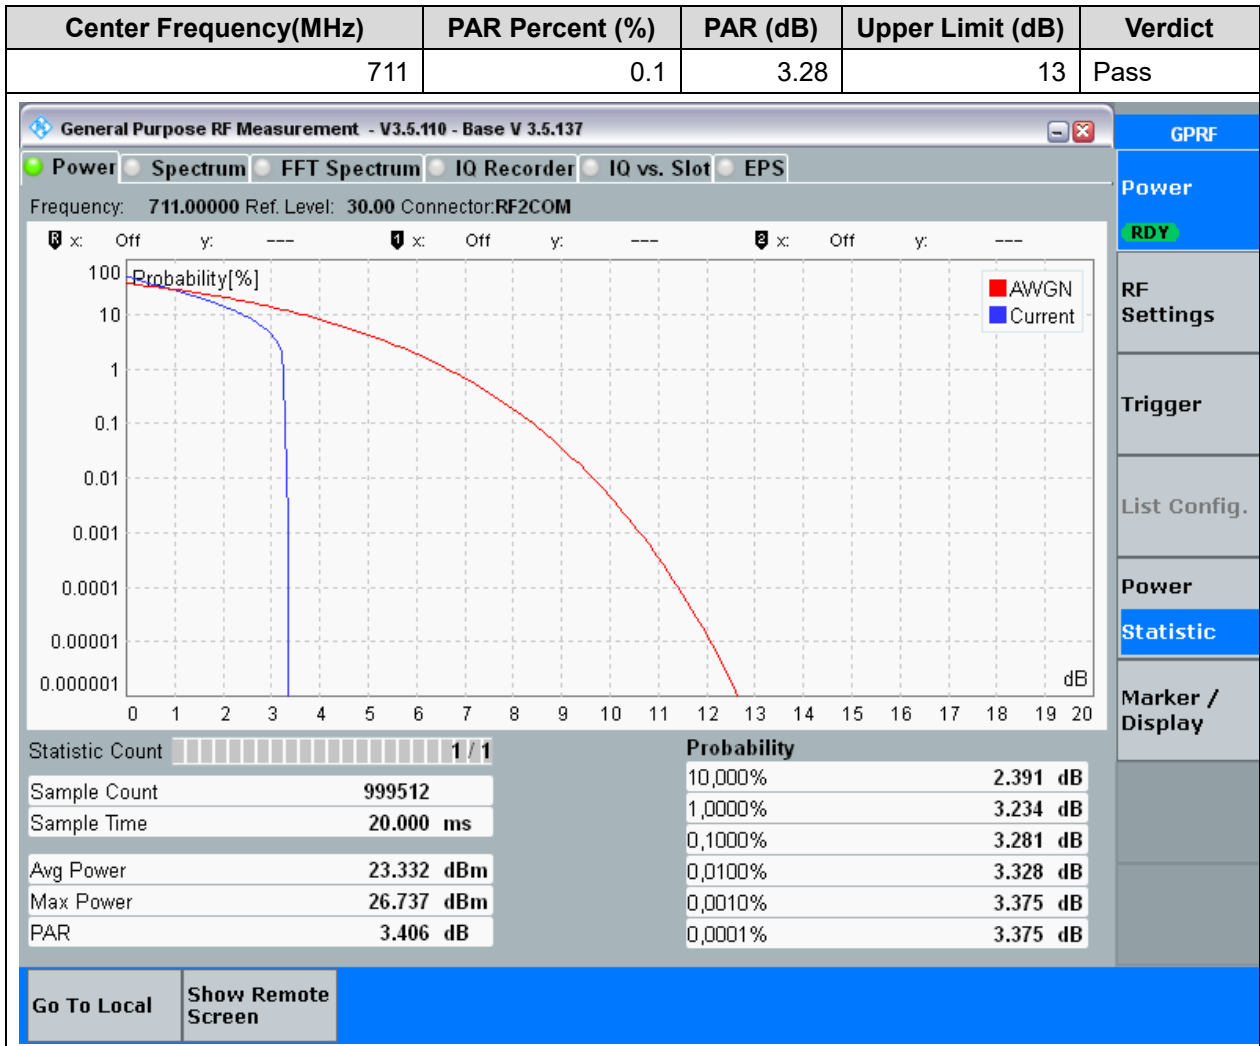 Center Frequency(MHz) PAR Percent (%) PAR (dB) Upper Limit (dB) Verdict
711 0.1 3.28 13 Pass
General Purpose RF Measurement - V3.5.110 - Base V 3.5.137
GPRF
Power Spectrum FFT Spectrum IQ Recorder IQ vs. Slot EPS
Power
RDY
Frequency: 711.00000 Ref. Level: 30.00 Connector:RF2COM
R x: Off y: --- 1 x: Off y: --- 2 x: Off y: ---
Probability[%]
AWGN
Current
100
10
1
0.1
0.01
0.001
0.0001
0.00001
0.000001
dB
0 1 2 3 4 5 6 7 8 9 10 11 12 13 14 15 16 17 18 19 20
RF
Settings
Trigger
List Config.
Power
Statistic
Marker /
Display
Statistic Count 1 / 1
Sample Count 999512
Sample Time 20.000 ms
Avg Power 23.332 dBm
Max Power 26.737 dBm
PAR 3.406 dB
Probability
10,000% 2.391 dB
1,0000% 3.234 dB
0,1000% 3.281 dB
0,0100% 3.328 dB
0,0010% 3.375 dB
0,0001% 3.375 dB
Go To Local
Show Remote
Screen